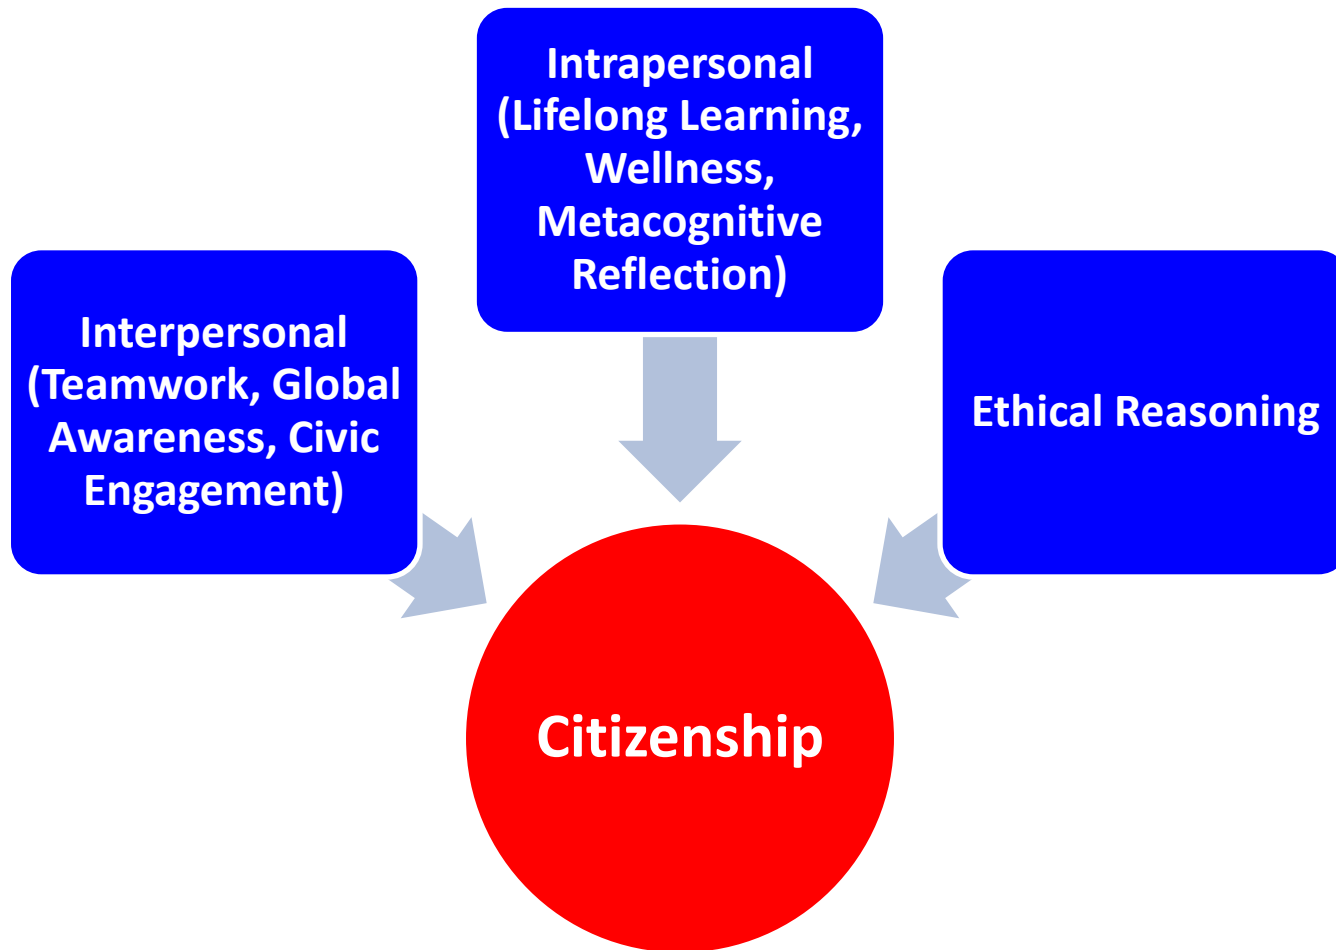 Intrapersonal
(Lifelong Learning,
Wellness,
Metacognitive
Reflection)
Interpersonal
(Teamwork, Global
Awareness, Civic
Engagement)
Ethical Reasoning
Citizenship